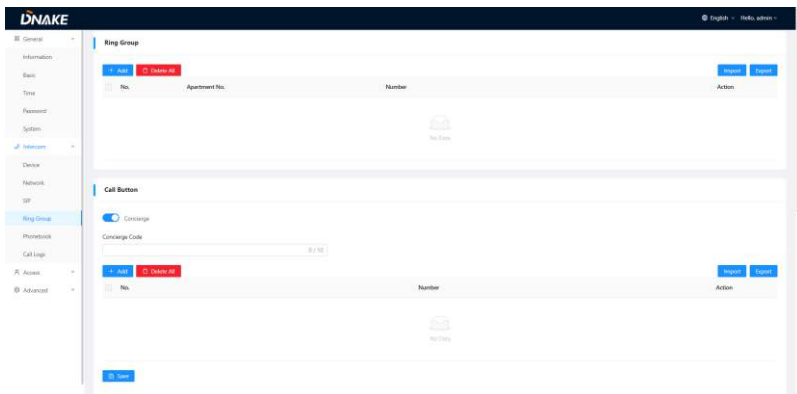 DNAKE
English Hello, admin
General
Information
Basic
Time
Password
System
Intercom
Device
Network
SIP
Ring Group
Phonebook
Call Logs
Access
Advanced
Ring Group
+ Add Delete All Import Export
No. Apartment No. Number Action
No Data
Call Button
Concierge
Concierge Code
0 / 10
+ Add Delete All Import Export
No. Number Action
No Data
Save